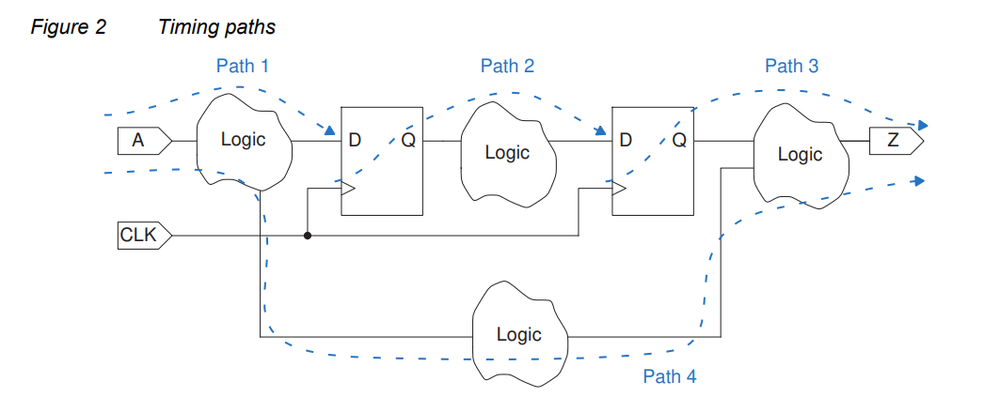 Figure 2 Timing paths
Path 1 Path 2 Path 3
A Logic D Q Logic D Q Logic Z
CLK
Logic
Path 4